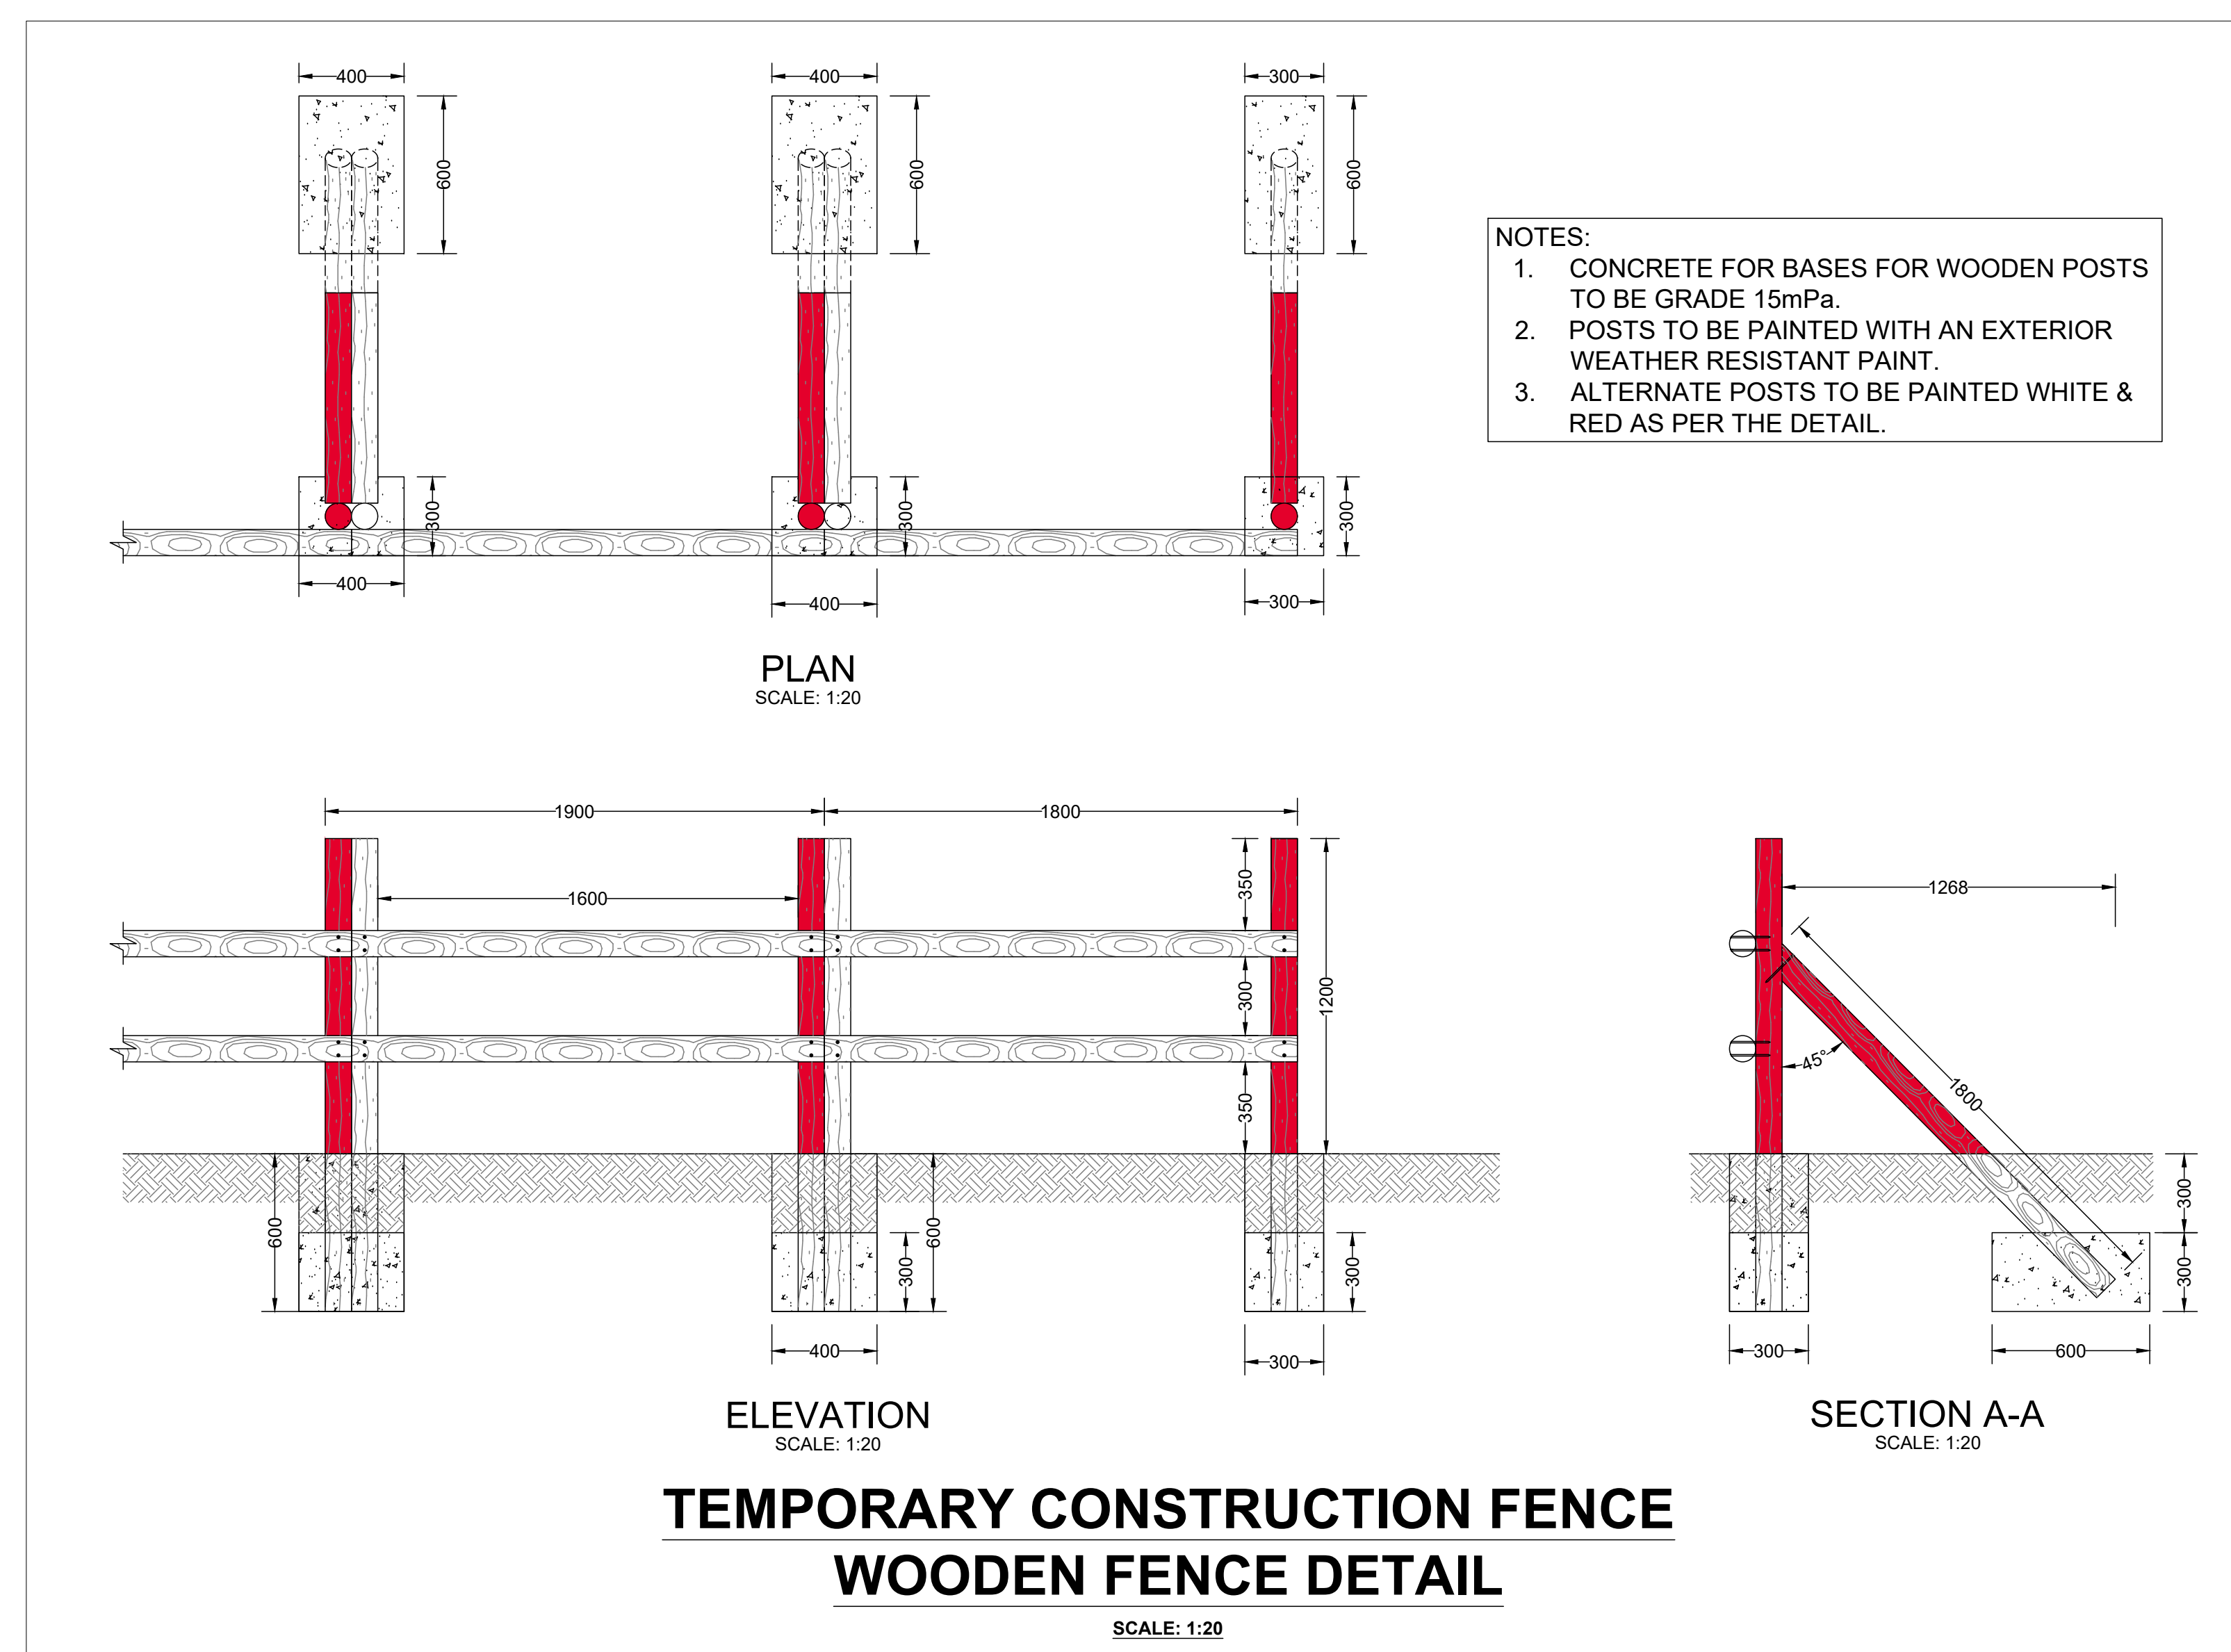 400
400
300
600
600
600
NOTES:
1. CONCRETE FOR BASES FOR WOODEN POSTS
TO BE GRADE 15mPa.
2. POSTS TO BE PAINTED WITH AN EXTERIOR
WEATHER RESISTANT PAINT.
3. ALTERNATE POSTS TO BE PAINTED WHITE &
RED AS PER THE DETAIL.
300
300
300
400
400
300
PLAN
SCALE: 1:20
1900
1800
1600
350
300
1200
350
600
300
600
300
400
300
ELEVATION
SCALE: 1:20
1268
45°
1800
300
300
300
600
SECTION A-A
SCALE: 1:20
TEMPORARY CONSTRUCTION FENCE
WOODEN FENCE DETAIL
SCALE: 1:20